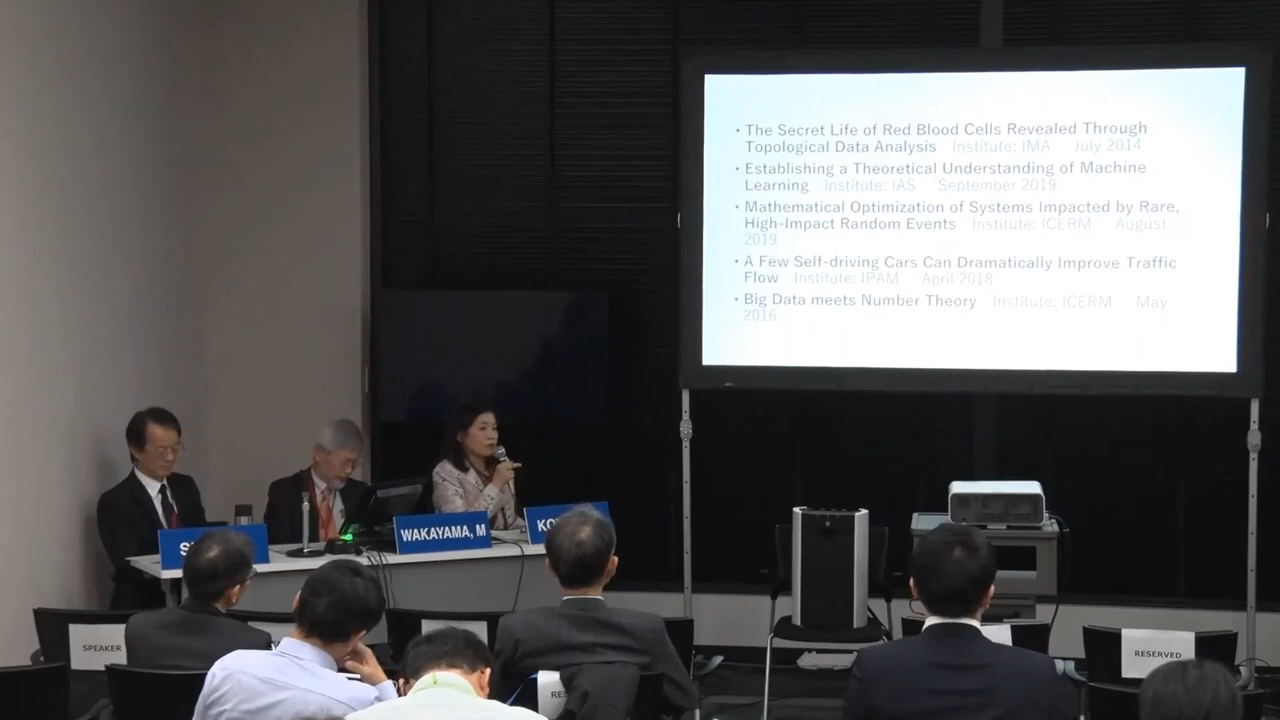 • The Secret Life of Red Blood Cells Revealed Through
Topological Data Analysis Institute: IMA July 2014
• Establishing a Theoretical Understanding of Machine
Learning Institute: IAS September 2019
• Mathematical Optimization of Systems Impacted by Rare,
High-Impact Random Events Institute: ICERM August
2019
• A Few Self-driving Cars Can Dramatically Improve Traffic
Flow Institute: IPAM April 2018
• Big Data meets Number Theory Institute: ICERM May
2016
WAKAYAMA, M
SPEAKER
RESERVED